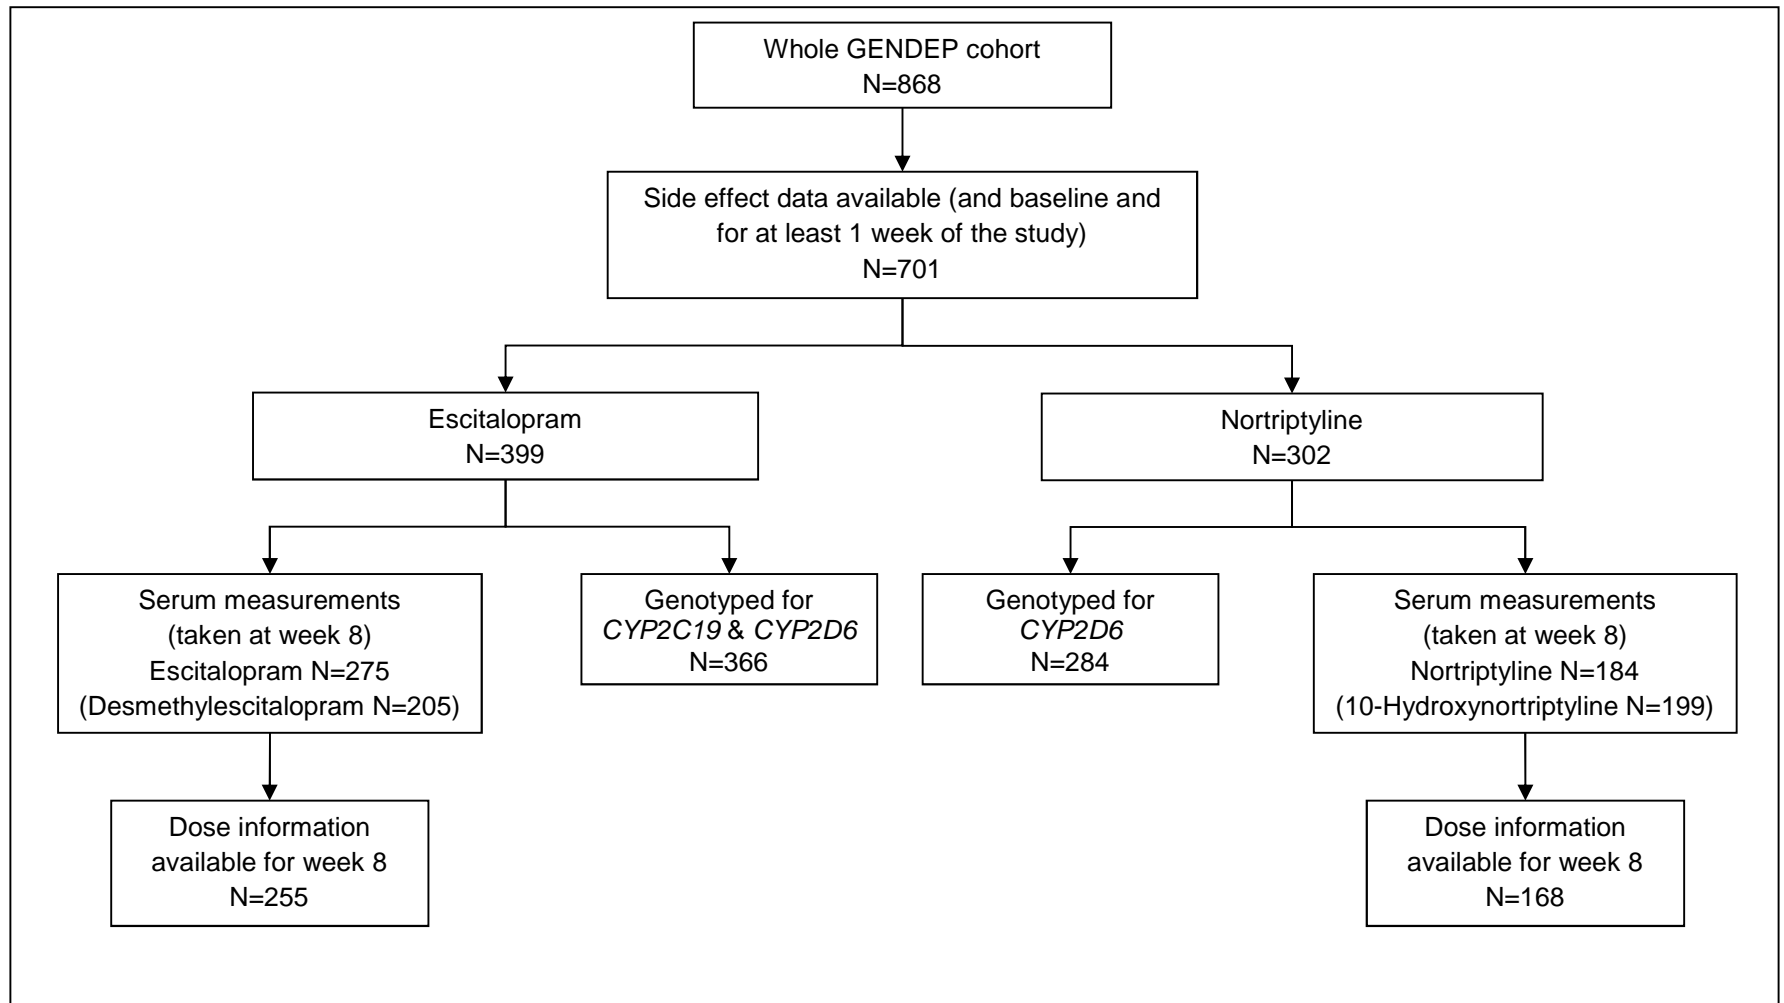 Whole GENDEP cohort
N=868
Side effect data available (and baseline and
for at least 1 week of the study)
N=701
Escitalopram
N=399
Nortriptyline
N=302
Serum measurements
(taken at week 8)
Escitalopram N=275
(Desmethylescitalopram N=205)
Genotyped for
CYP2C19 & CYP2D6
N=366
Genotyped for
CYP2D6
N=284
Serum measurements
(taken at week 8)
Nortriptyline N=184
(10-Hydroxynortriptyline N=199)
Dose information
available for week 8
N=255
Dose information
available for week 8
N=168